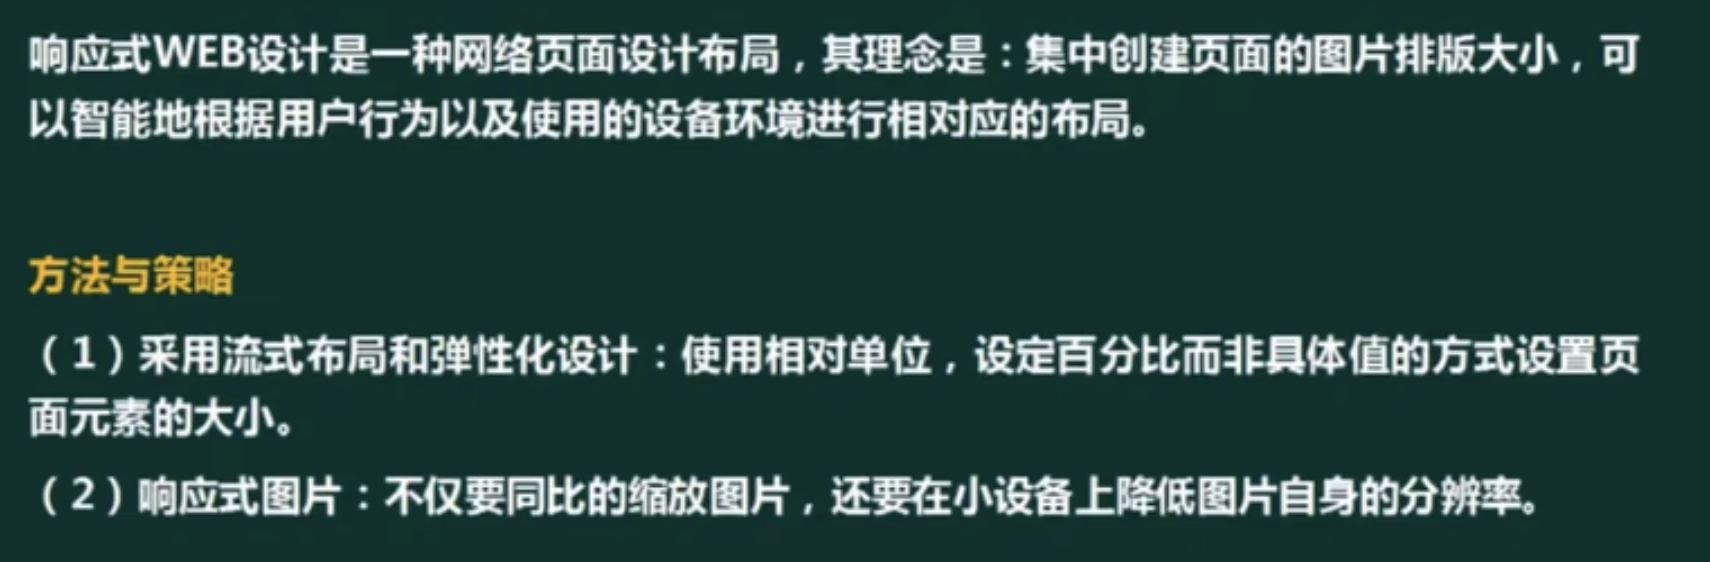 响应式WEB设计是一种网络页面设计布局，其理念是：集中创建页面的图片排版大小，可
以智能地根据用户行为以及使用的设备环境进行相对应的布局。
方法与策略
（1）采用流式布局和弹性化设计：使用相对单位，设定百分比而非具体值的方式设置页
面元素的大小。
（2）响应式图片：不仅要同比的缩放图片，还要在小设备上降低图片自身的分辨率。